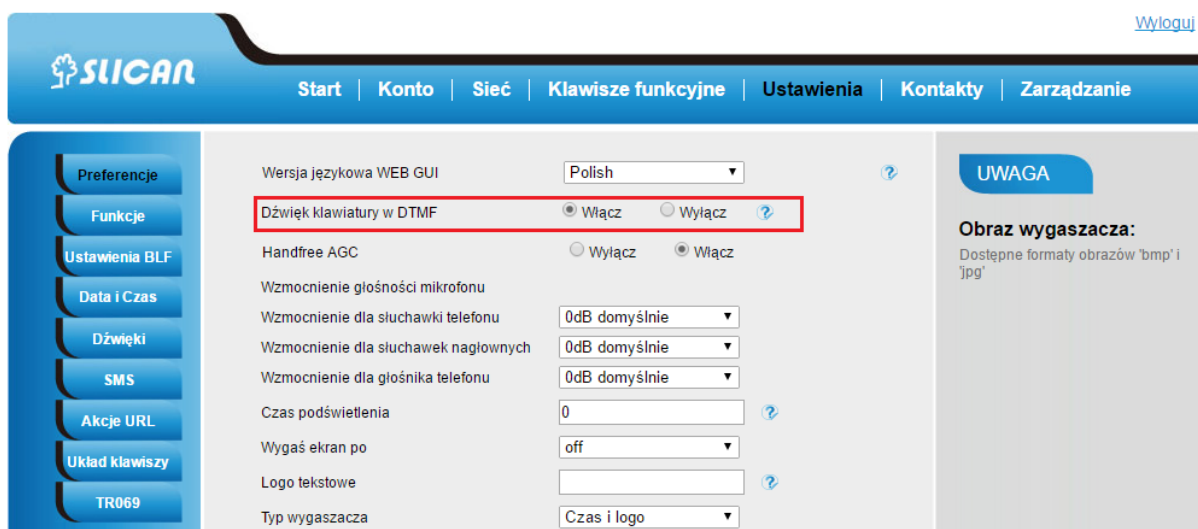 Wyloguj
SLICAN
Start | Konto | Sieć | Klawisze funkcyjne | Ustawienia | Kontakty | Zarządzanie
Preferencje
Funkcje
Ustawienia BLF
Data i Czas
Dźwięki
SMS
Akcje URL
Układ klawiszy
TR069
Wersja językowa WEB GUI Polish
Dźwięk klawiatury w DTMF Włącz Wyłącz
Handfree AGC Wyłącz Włącz
Wzmocnienie głośności mikrofonu
Wzmocnienie dla słuchawki telefonu 0dB domyślnie
Wzmocnienie dla słuchawek nagłownych 0dB domyślnie
Wzmocnienie dla głośnika telefonu 0dB domyślnie
Czas podświetlenia 0
Wygaś ekran po off
Logo tekstowe
Typ wygaszacza Czas i logo
UWAGA
Obraz wygaszacza:
Dostępne formaty obrazów 'bmp' i
'jpg'